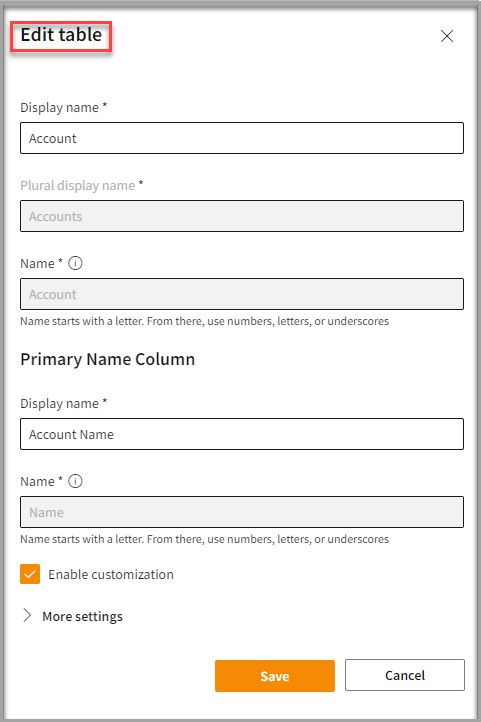 Edit table
Display name *
Account
Plural display name *
Accounts
Name *
Account
Name starts with a letter. From there, use numbers, letters, or underscores
Primary Name Column
Display name *
Account Name
Name *
Name
Name starts with a letter. From there, use numbers, letters, or underscores
Enable customization
More settings
Save Cancel